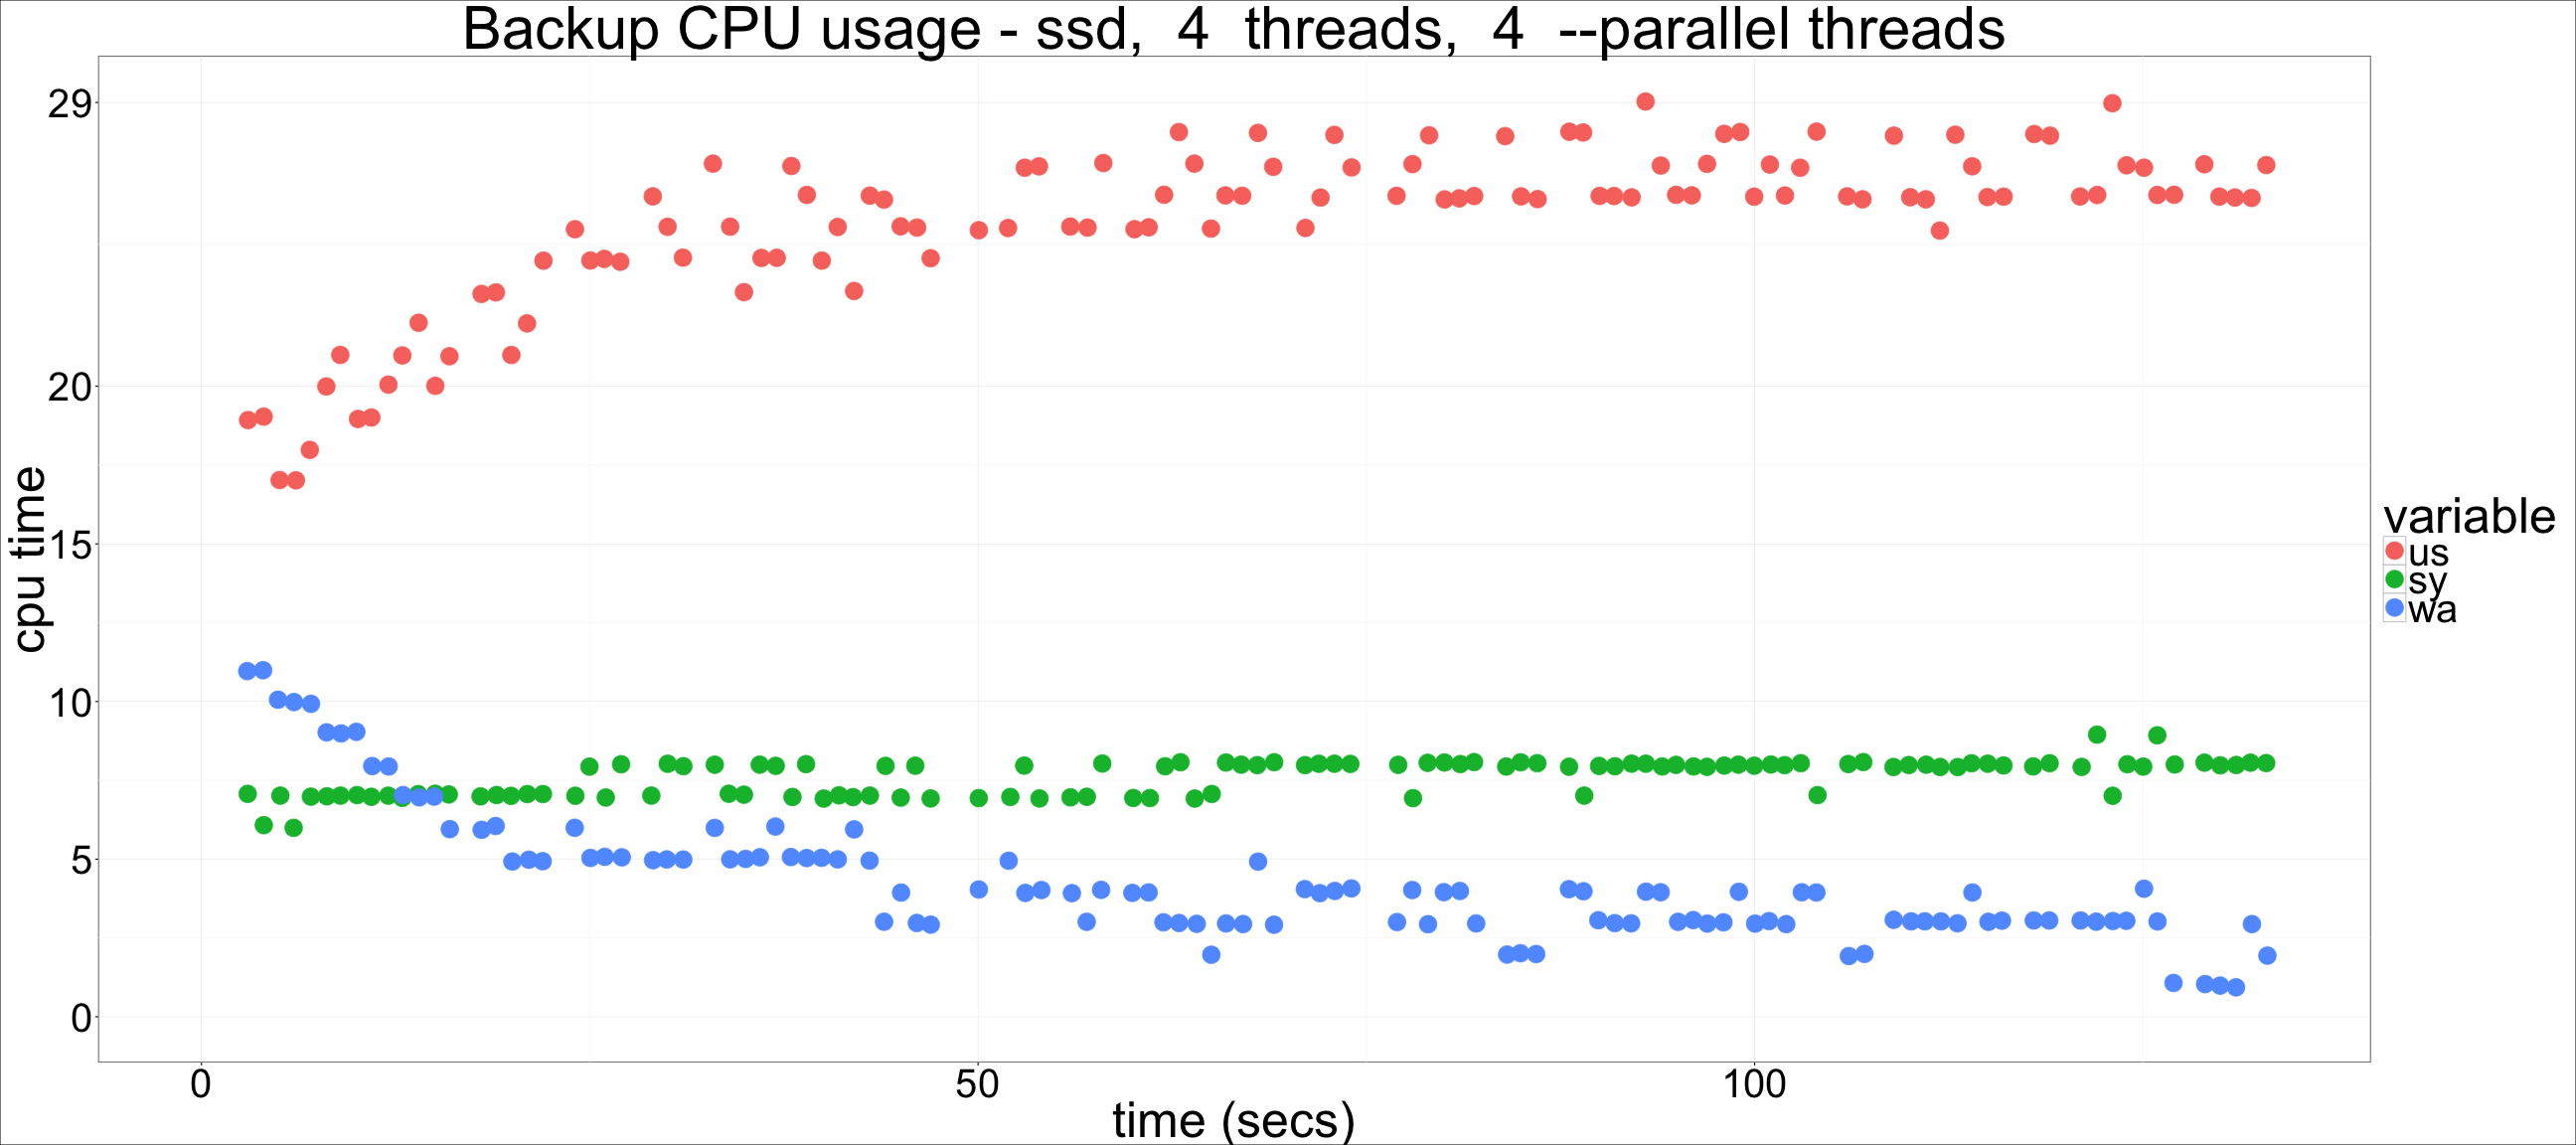 Backup CPU usage - ssd,  4  threads,  4  --parallel threads
29
20
15
10
5
0
cpu time
0 50 100
time (secs)
variable
us
sy
wa